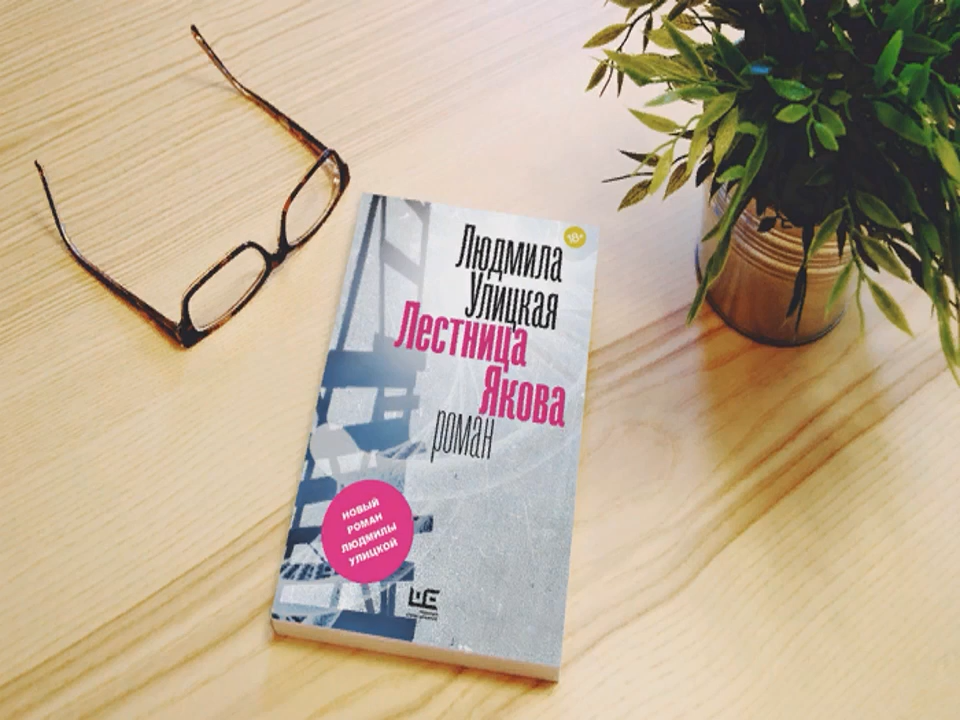 Людмила
Улицкая
Лестница
Якова
роман
18+
НОВЫЙ
РОМАН
ЛЮДМИЛЫ
УЛИЦКОЙ